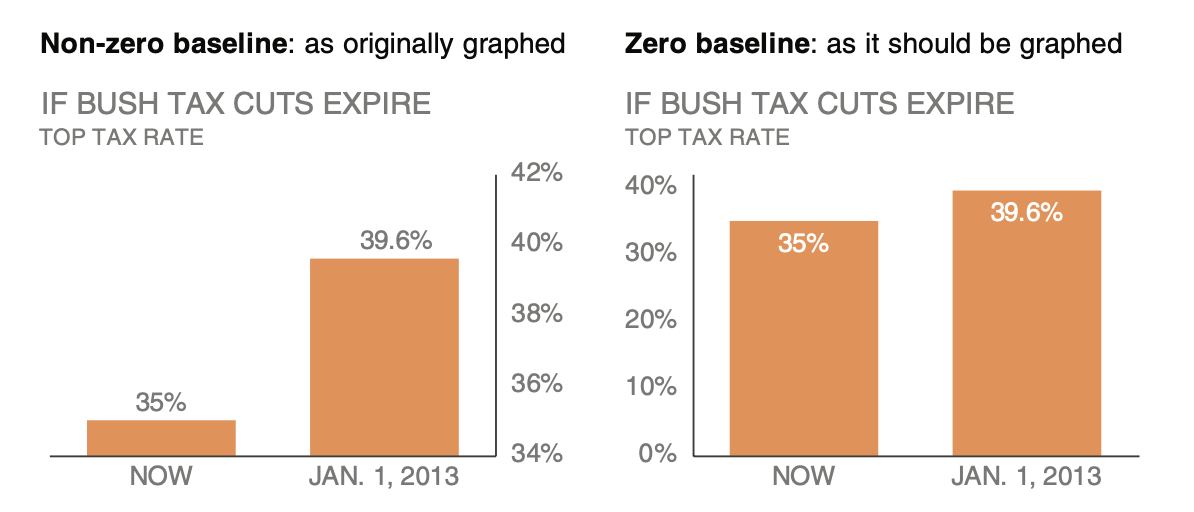 Non-zero baseline: as originally graphed
IF BUSH TAX CUTS EXPIRE
TOP TAX RATE
42%
40%
38%
36%
34%
39.6%
35%
NOW
JAN. 1, 2013
Zero baseline: as it should be graphed
IF BUSH TAX CUTS EXPIRE
TOP TAX RATE
40%
30%
20%
10%
0%
35%
39.6%
NOW
JAN. 1, 2013